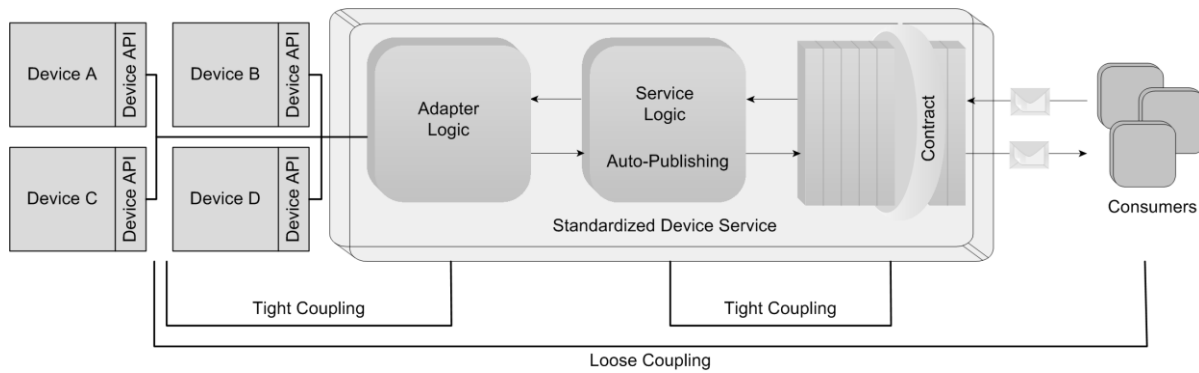 Device A
Device API
Device B
Device API
Device C
Device API
Device D
Device API
Adapter
Logic
Service
Logic
Auto-Publishing
Contract
Standardized Device Service
Consumers
Tight Coupling
Tight Coupling
Loose Coupling